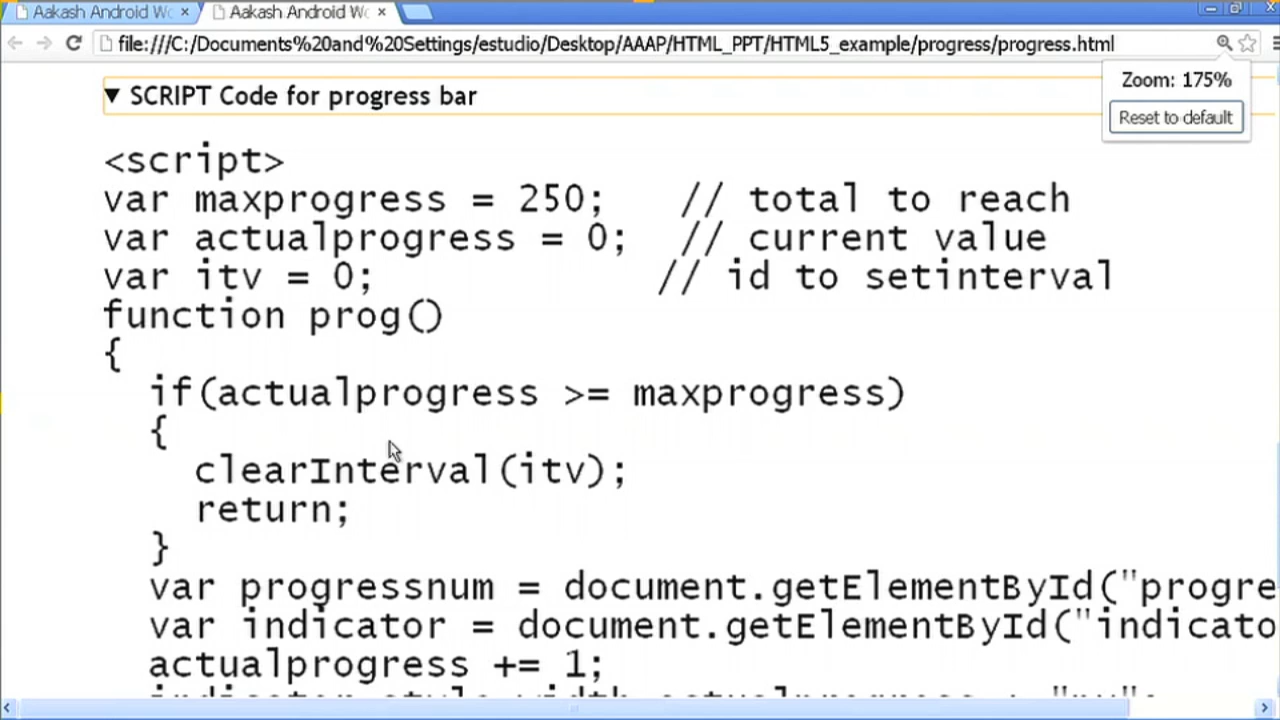 Aakash Android Wo
Aakash Android Wo
file:///C:/Documents%20and%20Settings/estudio/Desktop/AAAP/HTML_PPT/HTML5_example/progress/progress.html
Zoom: 175%
Reset to default
▼ SCRIPT Code for progress bar
<script>
var maxprogress = 250; // total to reach
var actualprogress = 0; // current value
var itv = 0; // id to setinterval
function prog()
{
if(actualprogress >= maxprogress)
{
clearInterval(itv);
return;
}
var progressnum = document.getElementById("progre
var indicator = document.getElementById("indicato
actualprogress += 1;